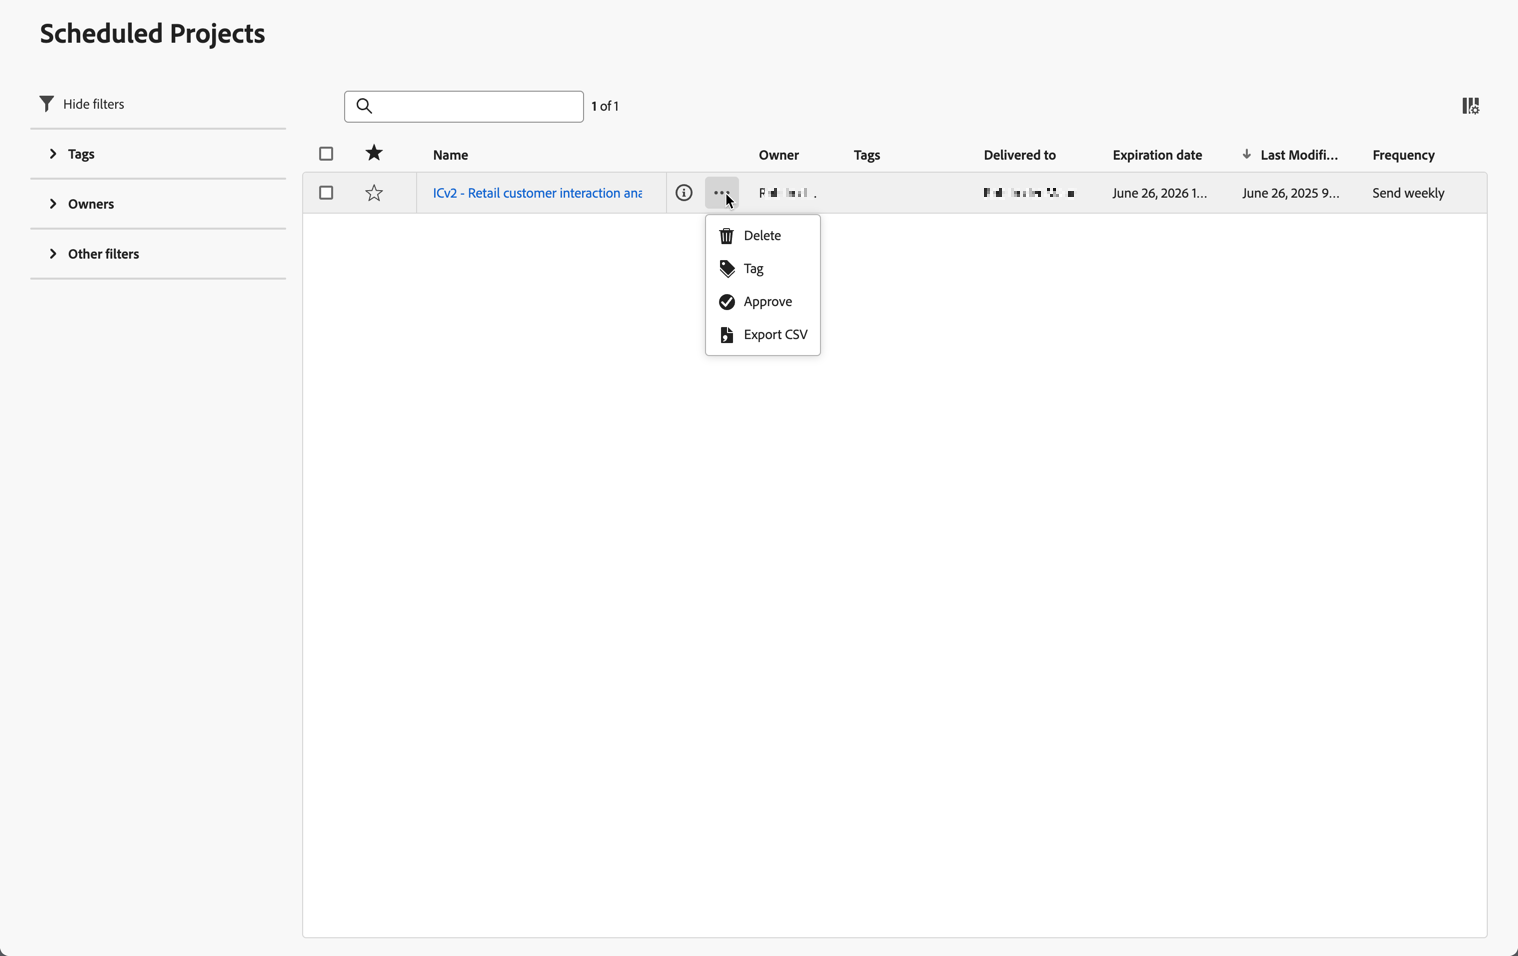 Scheduled Projects
Hide filters
1 of 1
Tags
Owners
Other filters
Name Owner Tags Delivered to Expiration date Last Modifi... Frequency
ICv2 - Retail customer interaction ana June 26, 2026 1... June 26, 2025 9... Send weekly
Delete
Tag
Approve
Export CSV